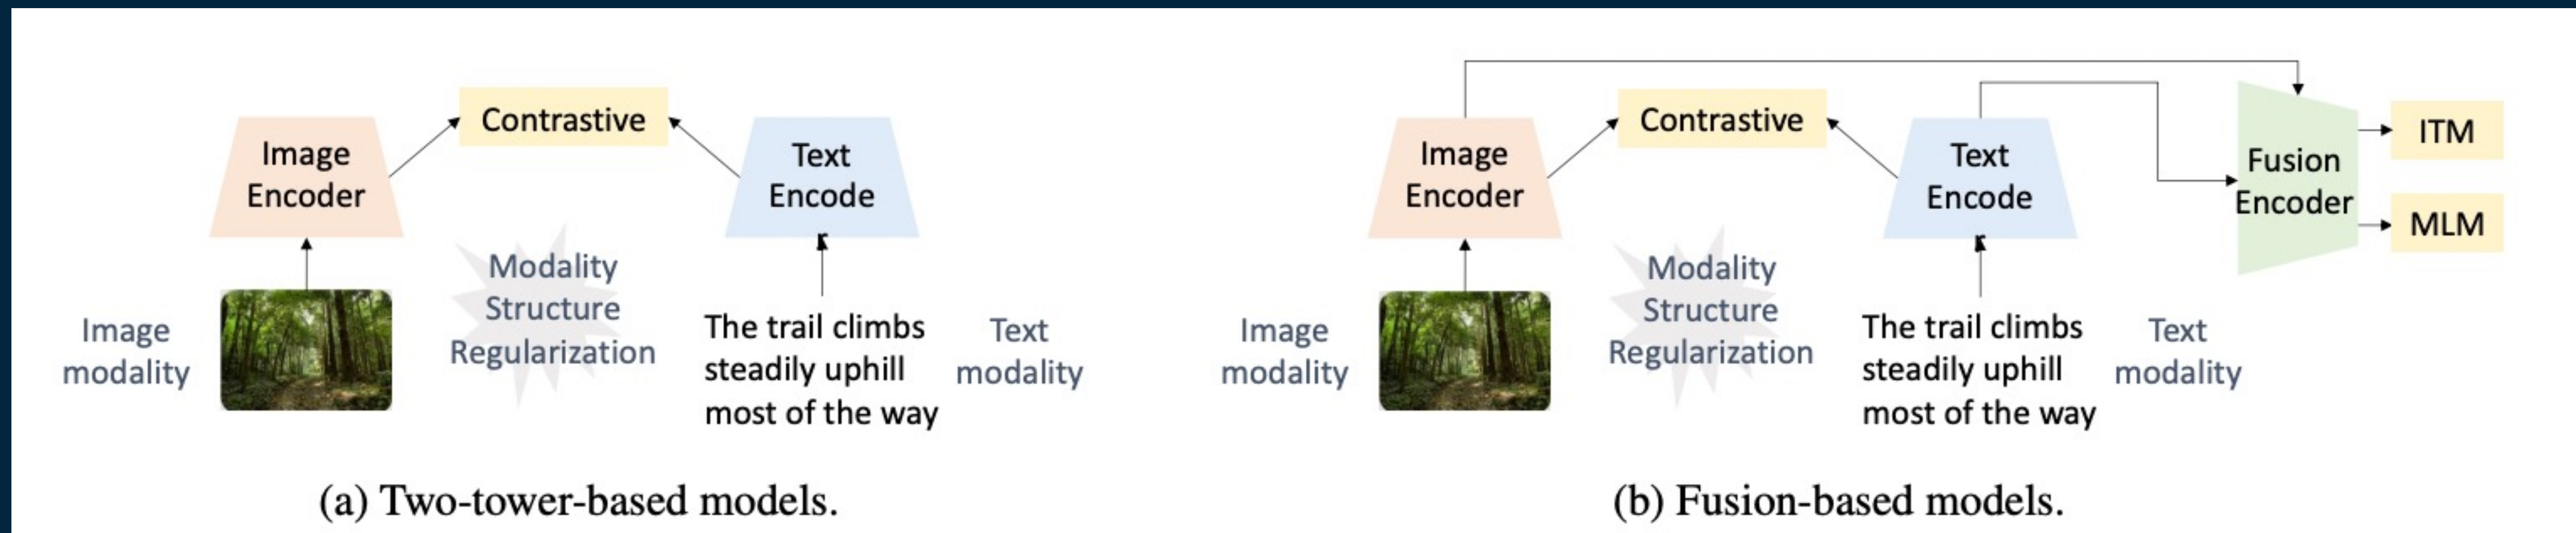 Contrastive
Image
Encoder
Text
Encode
r
Modality
Structure
Regularization
Image
modality
The trail climbs
steadily uphill
most of the way
Text
modality
(a) Two-tower-based models.
Contrastive
Image
Encoder
Text
Encode
r
Fusion
Encoder
ITM
MLM
Modality
Structure
Regularization
Image
modality
The trail climbs
steadily uphill
most of the way
Text
modality
(b) Fusion-based models.